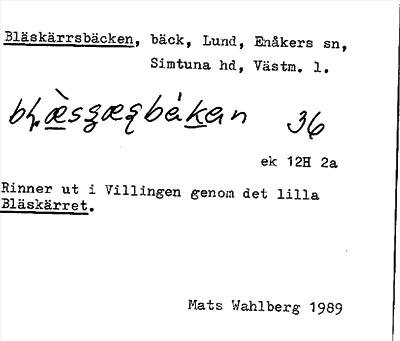 Bläskärrsbäcken, bäck, Lund, Enåkers sn,
Simtuna hd, Västm. l.
36
ek 12H 2a
Rinner ut i Villingen genom det lilla
Bläskärret.
Mats Wahlberg 1989